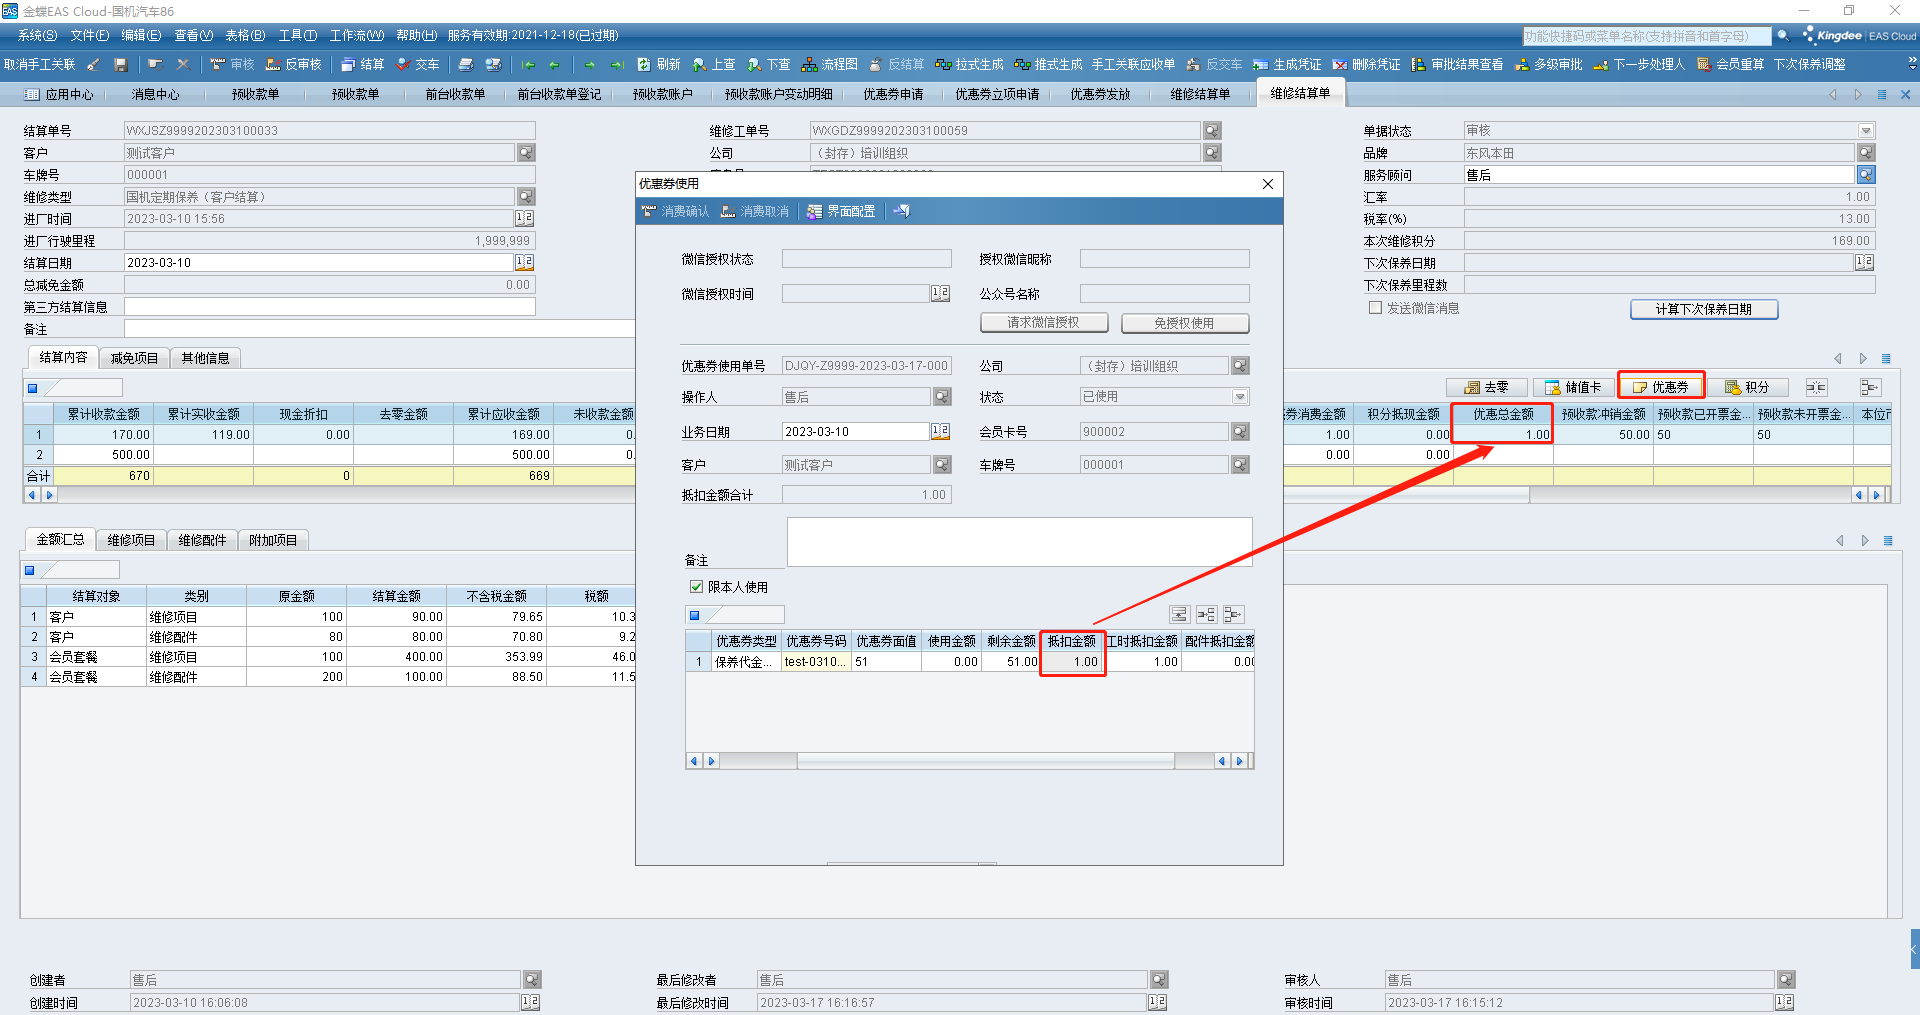 金蝶EAS Cloud-国机汽车86
系统(S) 文件(F) 编辑(E) 查看(V) 表格(B) 工具(T) 工作流(W) 帮助(H) 服务有效期:2021-12-18(已过期)
功能快捷码或菜单名称(支持拼音和首字母)
Kingdee EAS Cloud
取消手工关联 审核 反审核 结算 交车 刷新 上查 下查 流程图 反结算 拉式生成 推式生成 手工关联应收单 反交车 生成凭证 删除凭证 审批结果查看 多级审批 下一步处理人 会员重算 下次保养调整
应用中心 消息中心 预收款单 预收款单 前台收款单 前台收款单登记 预收款账户 预收款账户变动明细 优惠券申请 优惠券立项申请 优惠券发放 维修结算单 维修结算单
结算单号 WXJSZ9999202303100033
维修工单号 WXGDZ9999202303100059
单据状态 审核
客户 测试客户
公司 （封存）培训组织
品牌 东风本田
车牌号 000001
服务顾问 售后
维修类型 国机定期保养（客户结算）
汇率 1.00
进厂时间 2023-03-10 15:56
税率(%) 13.00
进厂行驶里程 1,999,999
本次维修积分 169.00
结算日期 2023-03-10
下次保养日期
总减免金额 0.00
下次保养里程数
第三方结算信息
发送微信消息
计算下次保养日期
备注
结算内容 减免项目 其他信息
去零 储值卡 优惠券 积分
累计收款金额 累计实收金额 现金折扣 去零金额 累计应收金额 未收款金额
券消费金额 积分抵现金额 优惠总金额 预收款冲销金额 预收款已开票金... 预收款未开票金...
1 170.00 119.00 0.00 169.00 0.
1.00 0.00 1.00 50.00 50 50
2 500.00 500.00 0.
0.00 0.00
合计 670 0 669
金额汇总 维修项目 维修配件 附加项目
结算对象 类别 原金额 结算金额 不含税金额 税额
1 客户 维修项目 100 90.00 79.65 10.3
2 客户 维修配件 80 80.00 70.80 9.2
3 会员套餐 维修项目 100 400.00 353.99 46.0
4 会员套餐 维修配件 200 100.00 88.50 11.5
优惠券使用
消费确认 消费取消 界面配置
微信授权状态
授权微信昵称
微信授权时间
公众号名称
请求微信授权 免授权使用
优惠券使用单号 DJQY-Z9999-2023-03-17-000
公司 （封存）培训组织
操作人 售后
状态 已使用
业务日期 2023-03-10
会员卡号 900002
客户 测试客户
车牌号 000001
抵扣金额合计 1.00
备注
限本人使用
优惠券类型 优惠券号码 优惠券面值 使用金额 剩余金额 抵扣金额 工时抵扣金额 配件抵扣金额
1 保养代金... test-0310... 51 0.00 51.00 1.00 1.00 0.00
创建者 售后
最后修改者 售后
审核人 售后
创建时间 2023-03-10 16:06:08
最后修改时间 2023-03-17 16:16:57
审核时间 2023-03-17 16:15:12